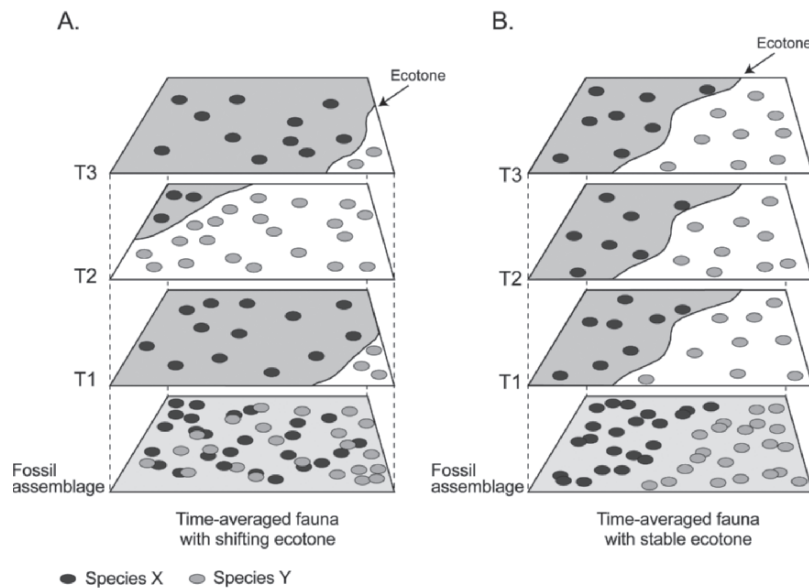 A.
Ecotone
T3
T2
T1
Fossil
assemblage
Time-averaged fauna
with shifting ecotone
B.
Ecotone
T3
T2
T1
Fossil
assemblage
Time-averaged fauna
with stable ecotone
Species X
Species Y